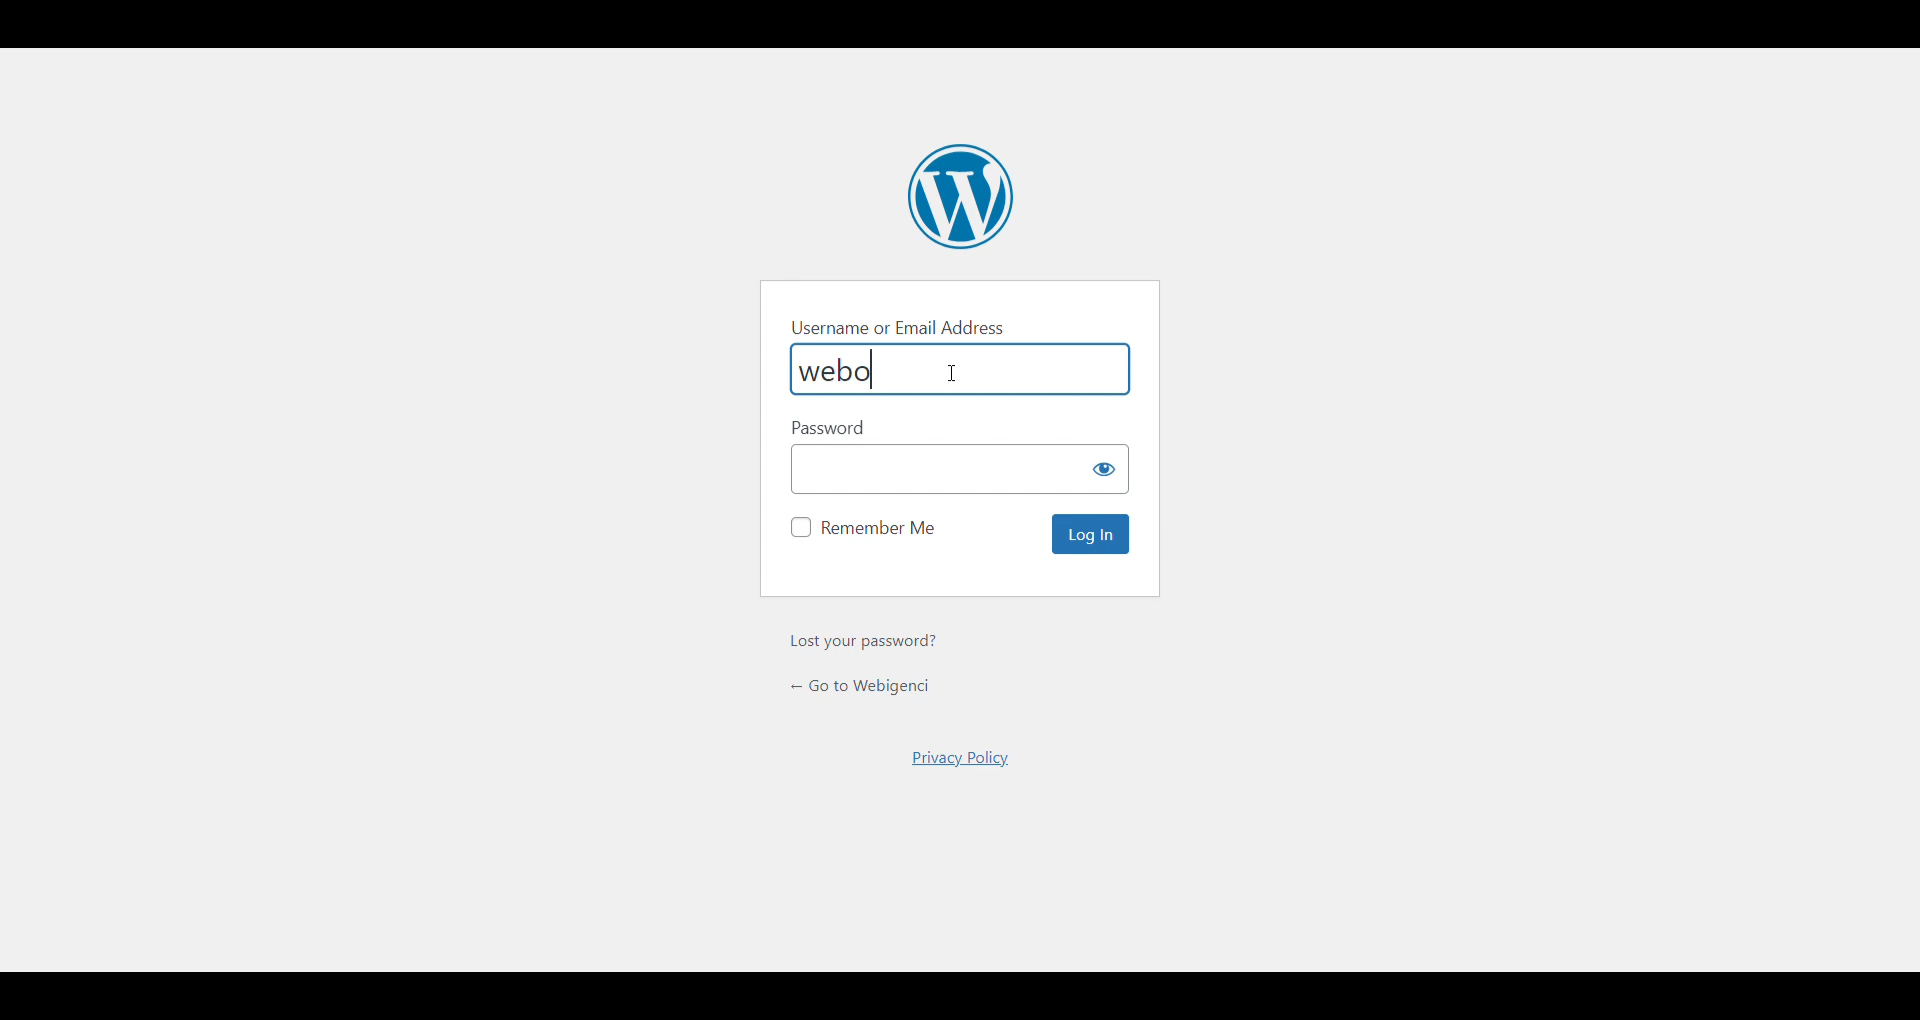 Username or Email Address
webo
Password
Remember Me
Log In
Lost your password?
← Go to Webigenci
Privacy Policy